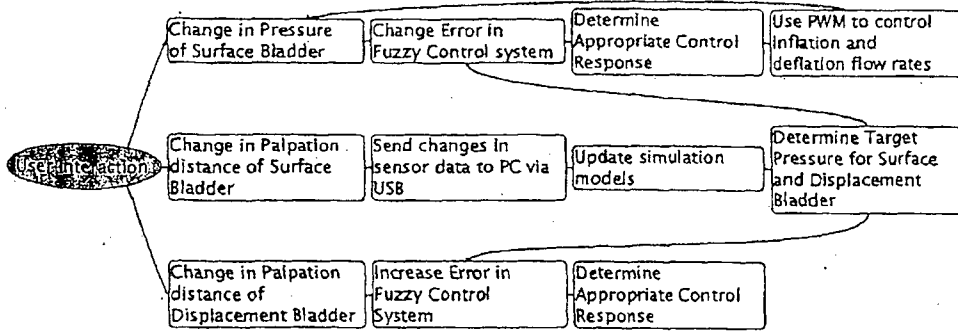 Change in Pressure
of Surface Bladder
Change Error in
Fuzzy Control system
Determine
Appropriate Control
Response
Use PWM to control
inflation and
deflation flow rates
User Interaction
Change in Palpation
distance of Surface
Bladder
Send changes in
sensor data to PC via
USB
Update simulation
models
Determine Target
Pressure for Surface
and Displacement
Bladder
Change in Palpation
distance of
Displacement Bladder
Increase Error in
Fuzzy Control
System
Determine
Appropriate Control
Response